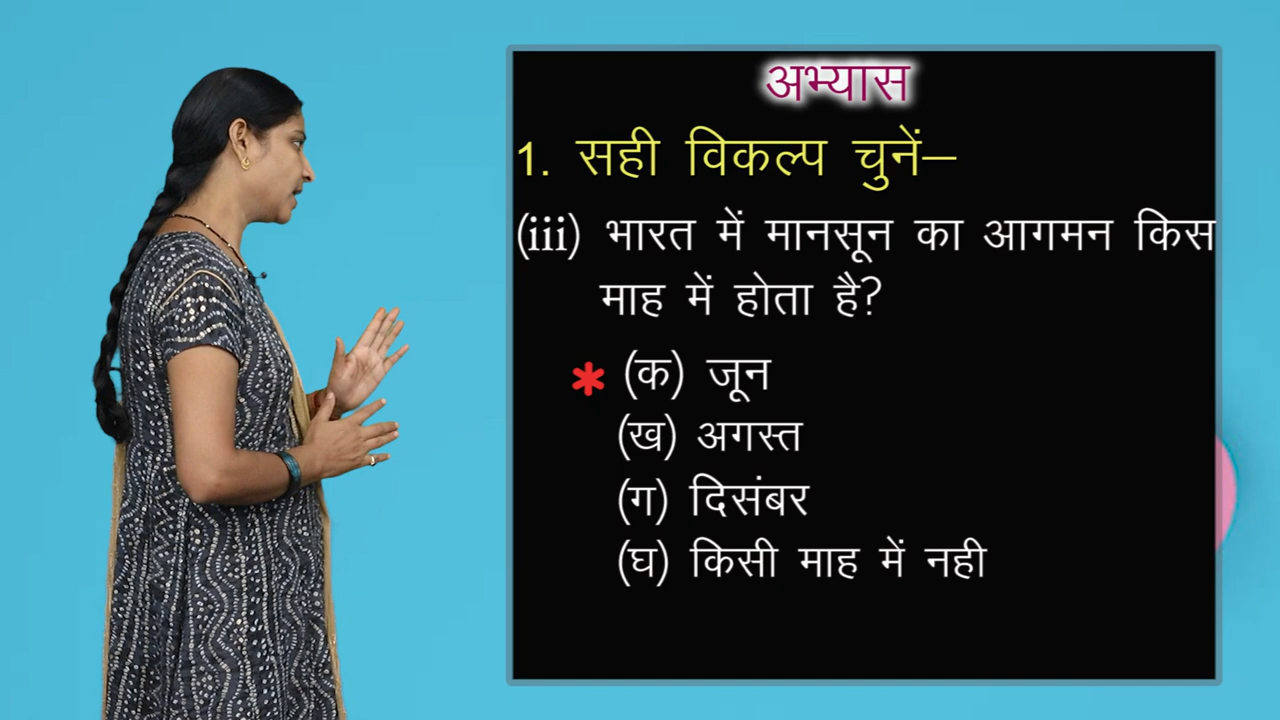 अभ्यास
1. सही विकल्प चुनें–
(iii) भारत में मानसून का आगमन किस
माह में होता है?
* (क) जून
(ख) अगस्त
(ग) दिसंबर
(घ) किसी माह में नही